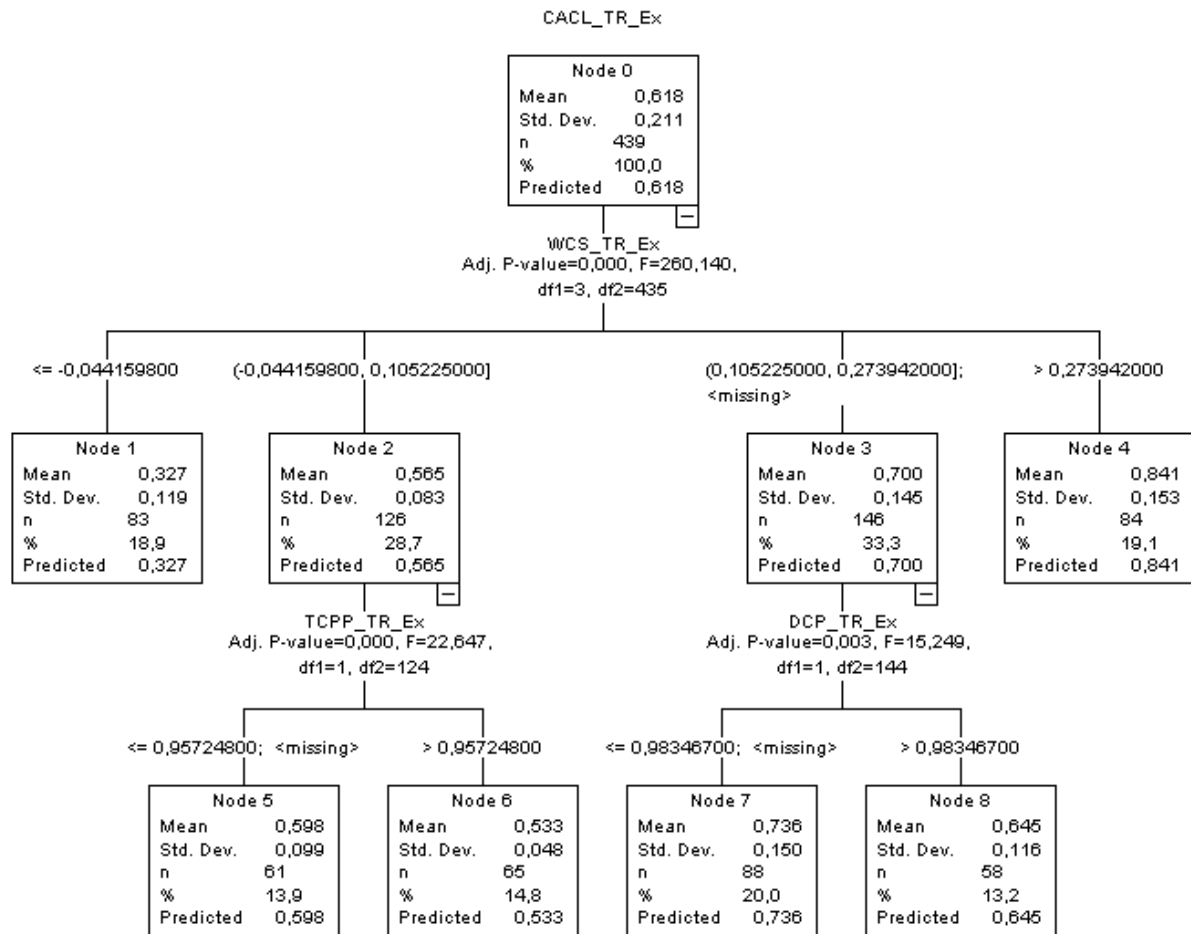 CACL_TR_Ex
Node 0
Mean 0,618
Std. Dev. 0,211
n 439
% 100,0
Predicted 0,618
WCS_TR_Ex
Adj. P-value=0,000, F=260,140,
df1=3, df2=435
<= -0,044159800
(-0,044159800, 0,105225000]
(0,105225000, 0,273942000];
<missing>
> 0,273942000
Node 1
Mean 0,327
Std. Dev. 0,119
n 83
% 18,9
Predicted 0,327
Node 2
Mean 0,565
Std. Dev. 0,083
n 126
% 28,7
Predicted 0,565
Node 3
Mean 0,700
Std. Dev. 0,145
n 146
% 33,3
Predicted 0,700
Node 4
Mean 0,841
Std. Dev. 0,153
n 84
% 19,1
Predicted 0,841
TCPP_TR_Ex
Adj. P-value=0,000, F=22,647,
df1=1, df2=124
DCP_TR_Ex
Adj. P-value=0,003, F=15,249,
df1=1, df2=144
<= 0,95724800; <missing>
> 0,95724800
<= 0,98346700; <missing>
> 0,98346700
Node 5
Mean 0,598
Std. Dev. 0,099
n 61
% 13,9
Predicted 0,598
Node 6
Mean 0,533
Std. Dev. 0,048
n 65
% 14,8
Predicted 0,533
Node 7
Mean 0,736
Std. Dev. 0,150
n 88
% 20,0
Predicted 0,736
Node 8
Mean 0,645
Std. Dev. 0,116
n 58
% 13,2
Predicted 0,645